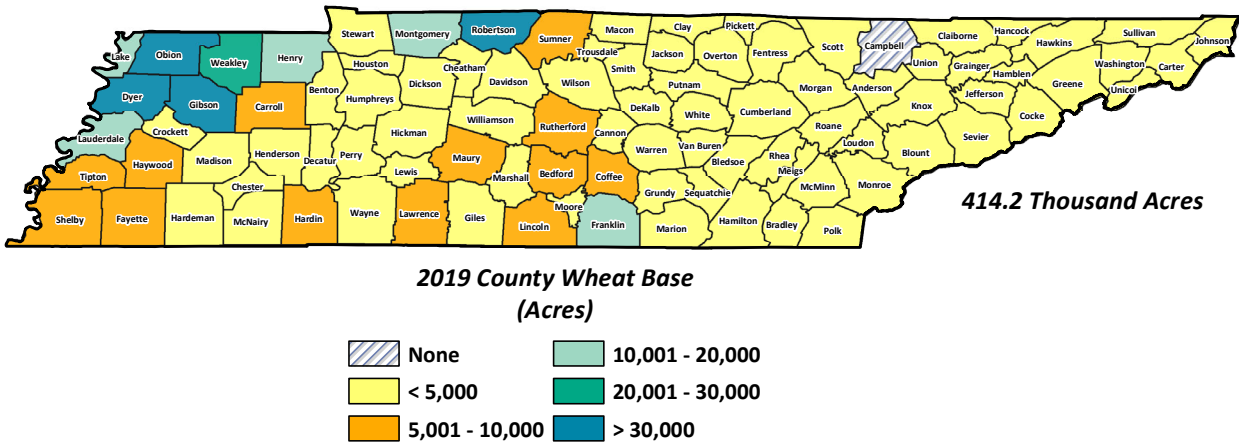 Stewart
Montgomery
Robertson
Sumner
Macon
Clay
Pickett
Scott
Campbell
Claiborne
Hancock
Hawkins
Sullivan
Johnson
Lake
Obion
Weakley
Henry
Houston
Cheatham
Trousdale
Jackson
Overton
Fentress
Union
Grainger
Hamblen
Washington
Carter
Smith
Dyer
Gibson
Carroll
Benton
Humphreys
Dickson
Davidson
Wilson
Putnam
Morgan
Anderson
Knox
Jefferson
Greene
Unicoi
Lauderdale
Crockett
Hickman
Williamson
Rutherford
DeKalb
White
Cumberland
Cocke
Cannon
Roane
Sevier
Tipton
Haywood
Madison
Henderson
Decatur
Perry
Lewis
Maury
Marshall
Bedford
Coffee
Warren
Van Buren
Bledsoe
Rhea
Meigs
Loudon
Blount
Monroe
McMinn
Shelby
Fayette
Hardeman
Chester
McNairy
Hardin
Wayne
Lawrence
Giles
Lincoln
Moore
Franklin
Grundy
Sequatchie
Marion
Hamilton
Bradley
Polk
414.2 Thousand Acres
2019 County Wheat Base
(Acres)
None
10,001 - 20,000
< 5,000
20,001 - 30,000
5,001 - 10,000
> 30,000